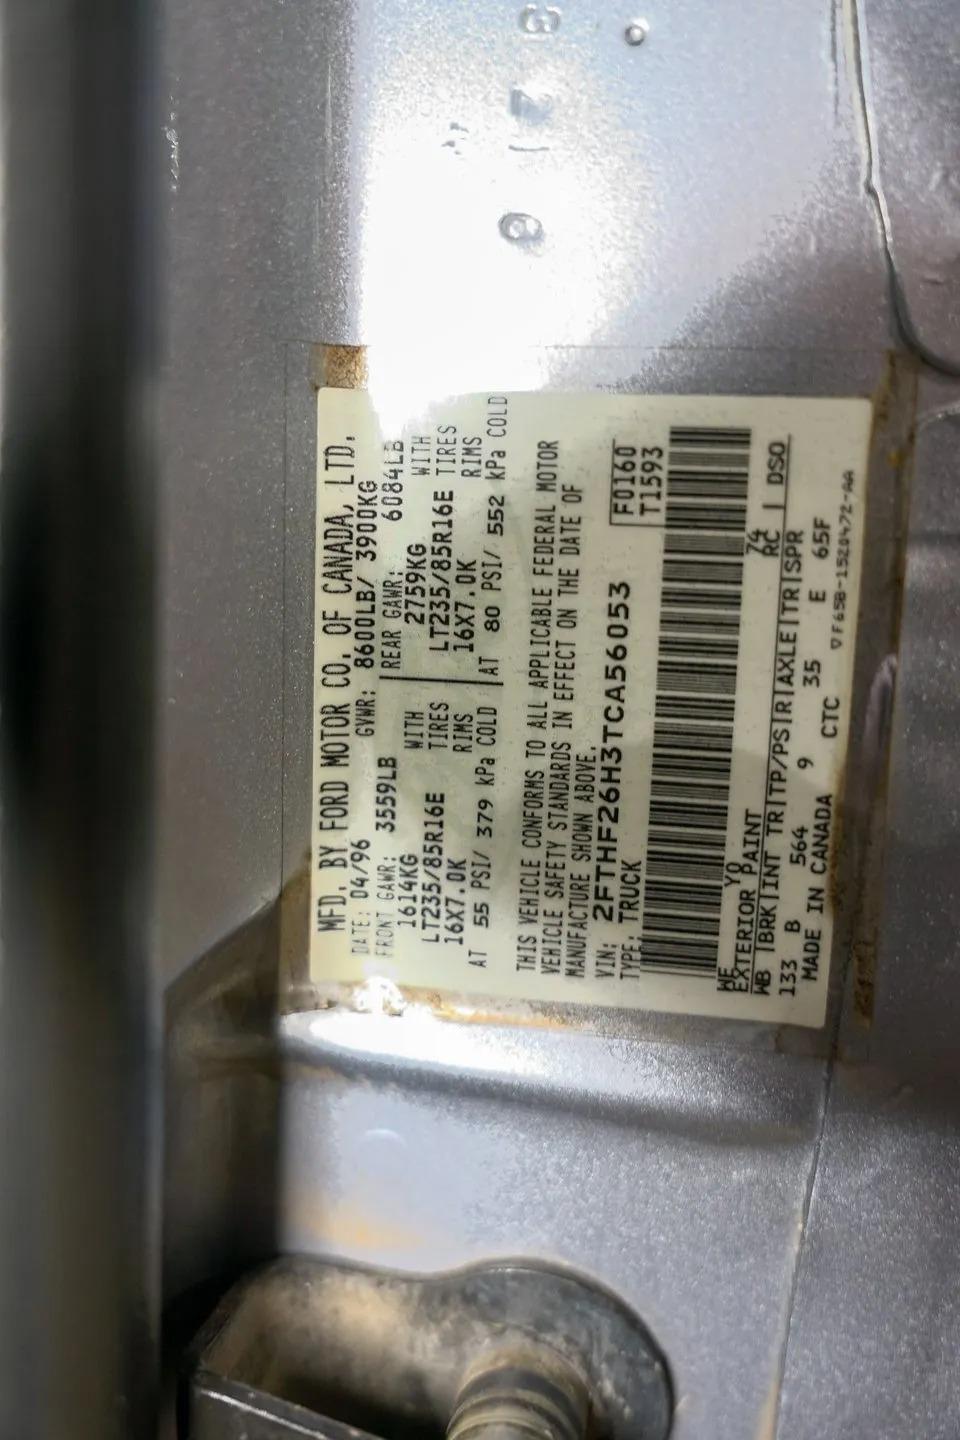 MFD. BY FORD MOTOR CO. OF CANADA, LTD.
DATE: 04/96 GVWR: 8600LB/ 3900KG
FRONT GAWR: 3559LB
1614KG WITH
LT235/85R16E TIRES
16X7.0K RIMS
AT 55 PSI/ 379 kPa COLD
REAR GAWR: 6084LB
2759KG WITH
LT235/85R16E TIRES
16X7.0K RIMS
AT 80 PSI/ 552 kPa COLD
THIS VEHICLE CONFORMS TO ALL APPLICABLE FEDERAL MOTOR
VEHICLE SAFETY STANDARDS IN EFFECT ON THE DATE OF
MANUFACTURE SHOWN ABOVE.
VIN: 2FTHF26H3TCA56053 F0160
TYPE: TRUCK T1593
WE YO 74
EXTERIOR PAINT RC DSO
WB BRK INT TR TP/PS R AXLE TR SPR
133 B 564 9 35 E 65F
MADE IN CANADA CTC
F65B-1520472-AA